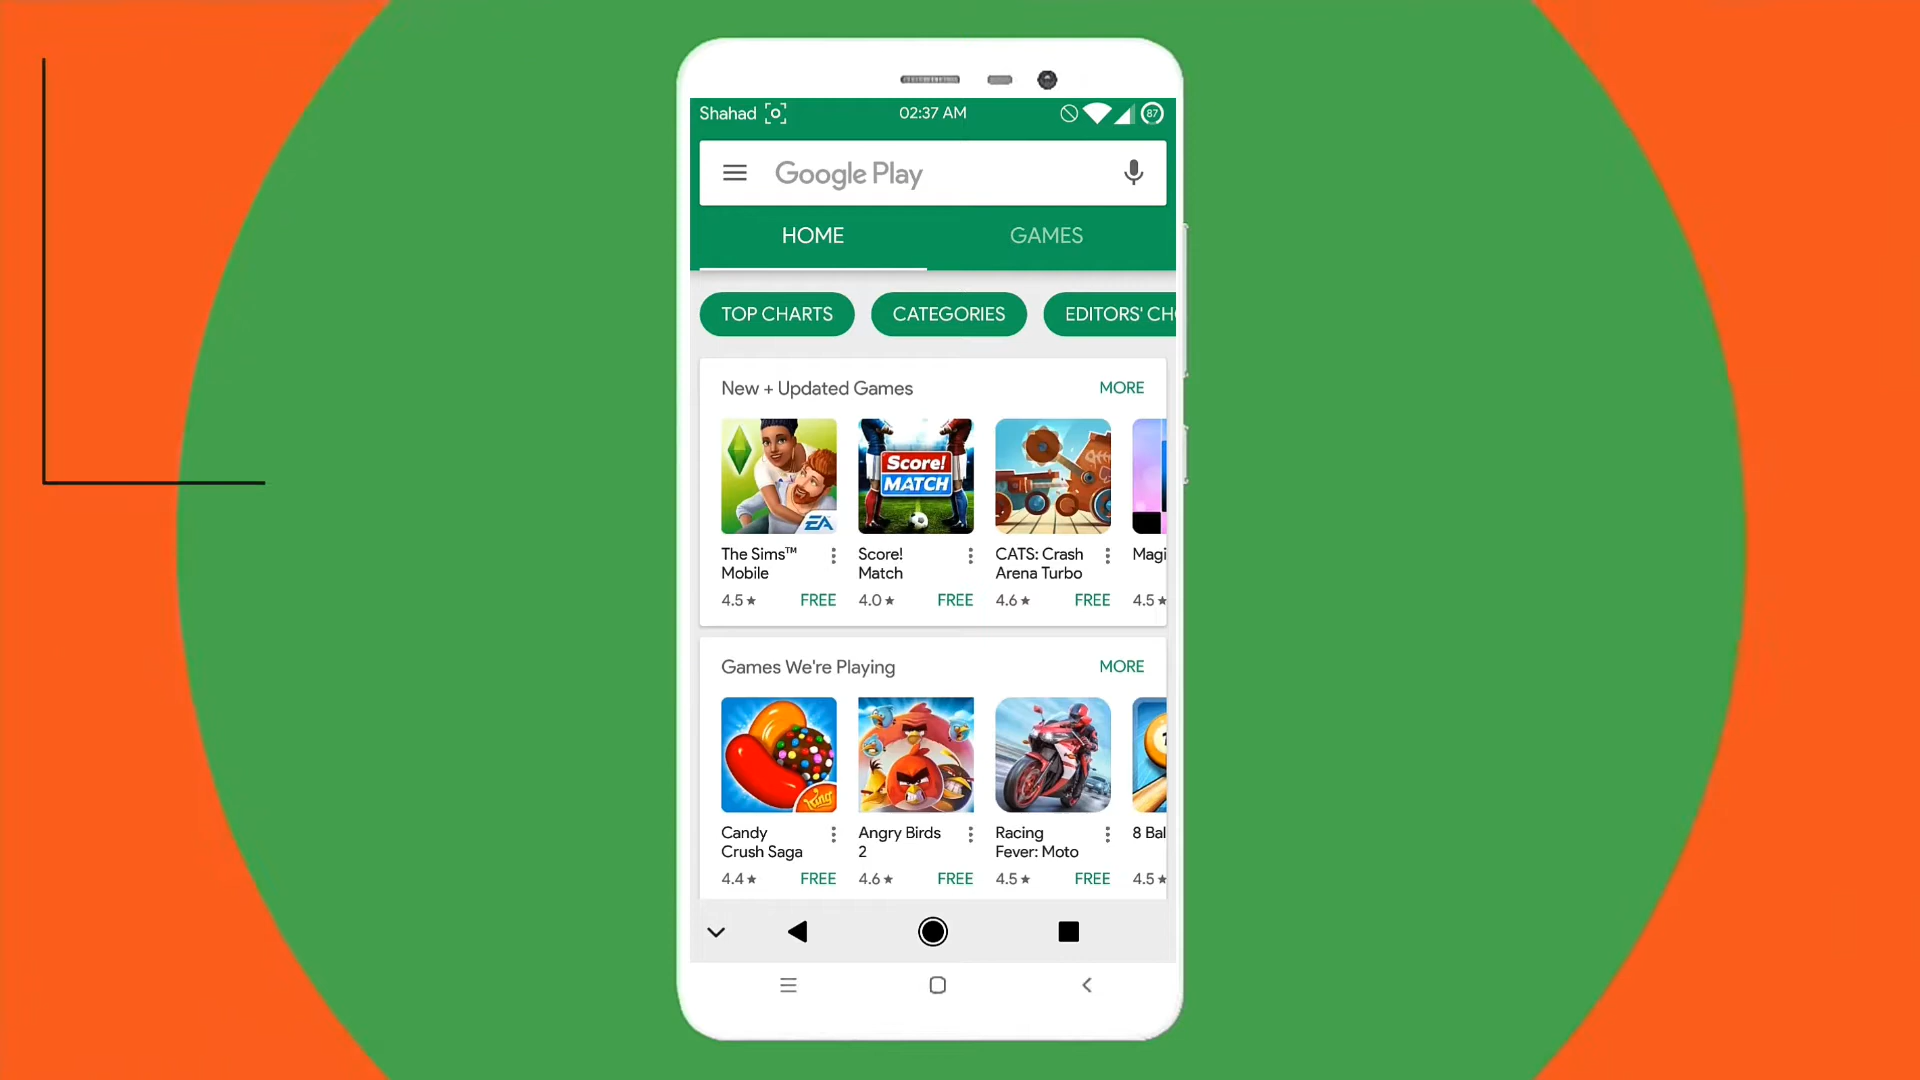 Shahad 02:37 AM 87
Google Play
HOME GAMES
TOP CHARTS CATEGORIES EDITORS' CH
New + Updated Games MORE
EA
Score!
MATCH
The Sims™ Mobile
4.5★ FREE
Score! Match
4.0★ FREE
CATS: Crash Arena Turbo
4.6★ FREE
Magi
4.5★
Games We're Playing MORE
King
Candy Crush Saga
4.4★ FREE
Angry Birds 2
4.6★ FREE
Racing Fever: Moto
4.5★ FREE
8 Bal
4.5★